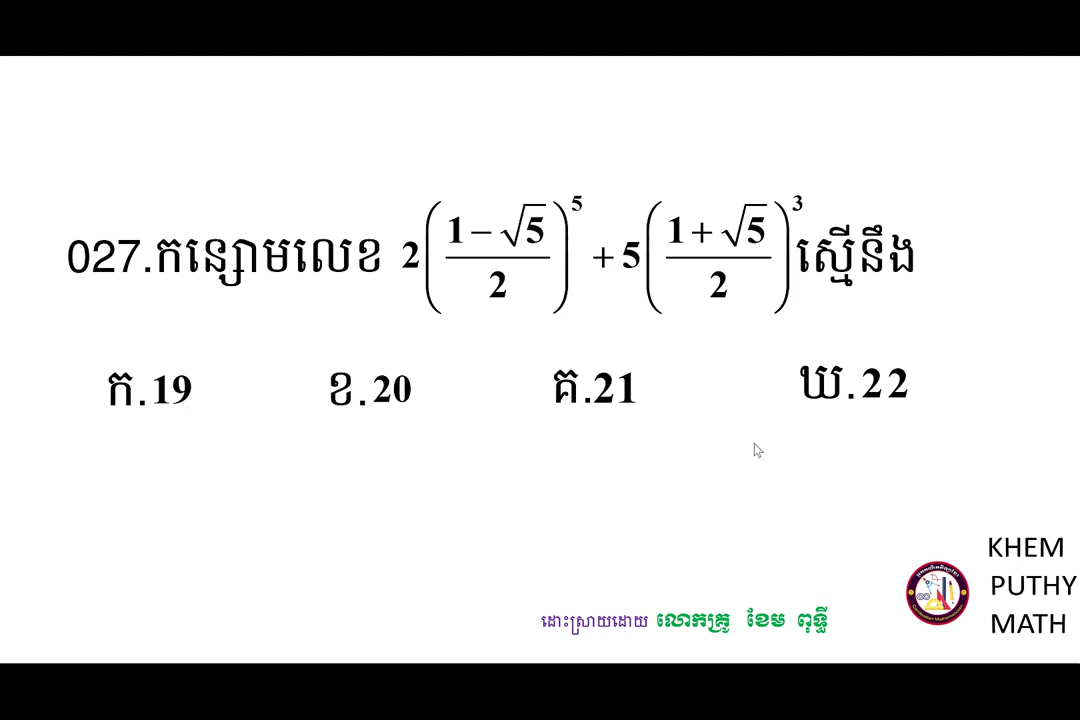 027.កន្សោមលេខ 2((1−√5)/2)^5 + 5((1+√5)/2)^3 ស្មើនឹង
ក.19 ខ.20 គ.21 ឃ.22
KHEM
PUTHY
MATH
ដោះស្រាយដោយ លោកគ្រូ ខែម ពុទ្ធី